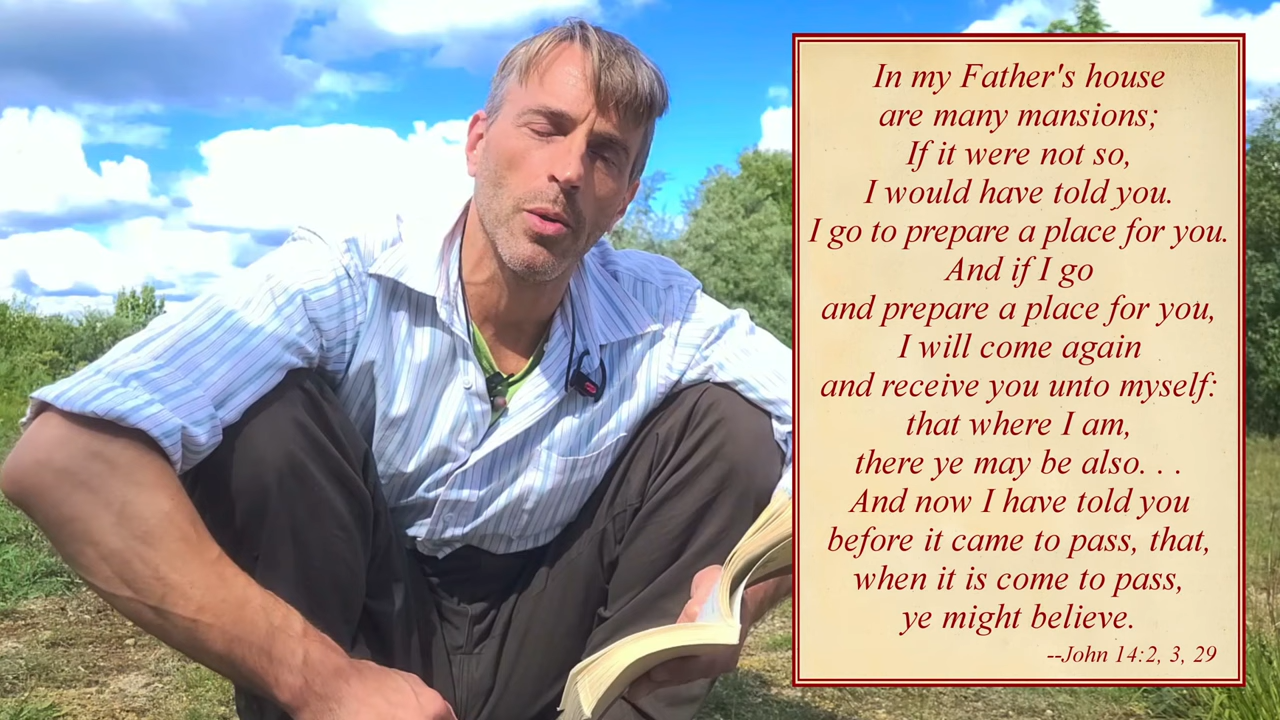 In my Father's house
are many mansions;
If it were not so,
I would have told you.
I go to prepare a place for you.
And if I go
and prepare a place for you,
I will come again
and receive you unto myself:
that where I am,
there ye may be also. . .
And now I have told you
before it came to pass, that,
when it is come to pass,
ye might believe.
--John 14:2, 3, 29